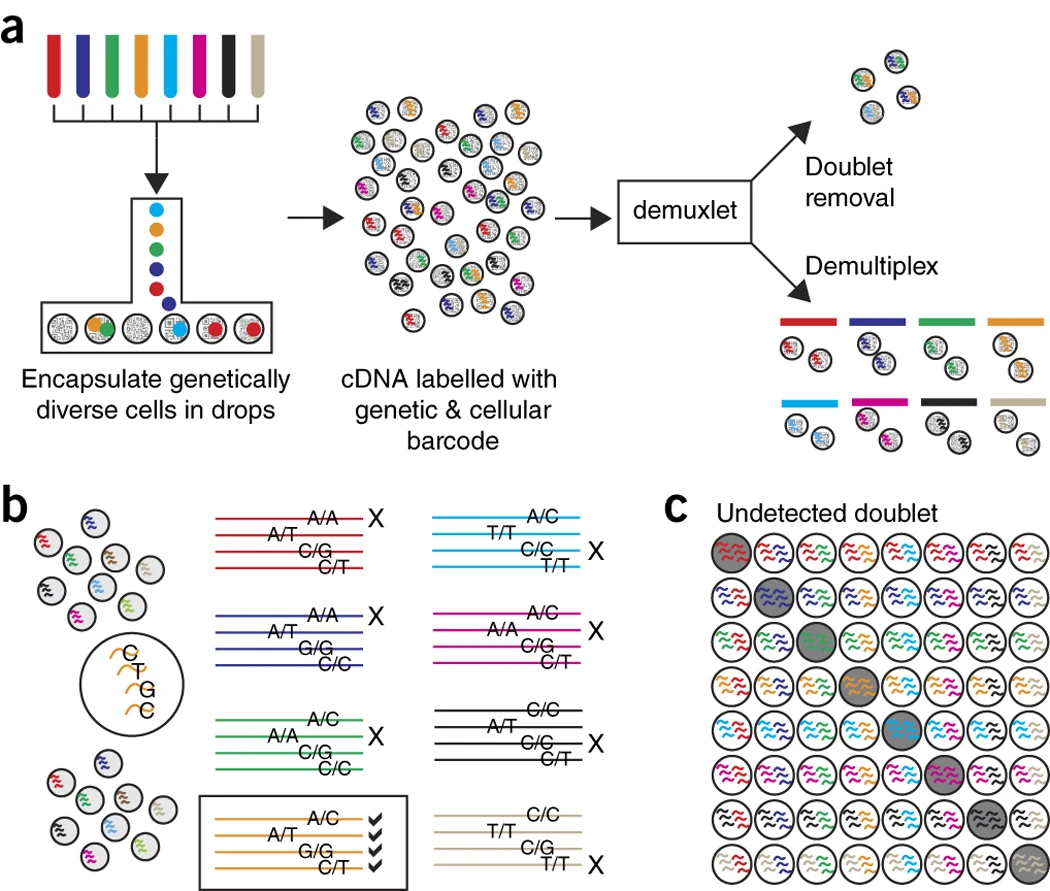 a
Doublet
removal
demuxlet
Demultiplex
Encapsulate genetically
diverse cells in drops
cDNA labelled with
genetic & cellular
barcode
b
C
T
G
C
A/A X
A/T
C/G
C/T
A/A X
A/T
G/G
C/C
A/C
A/A X
C/G
C/C
A/C
A/T
G/G
C/T
A/C
T/T
C/C X
T/T
A/C
A/A X
C/G
C/T
C/C
A/T
C/C X
C/T
C/C
T/T
C/G
T/T X
c
Undetected doublet